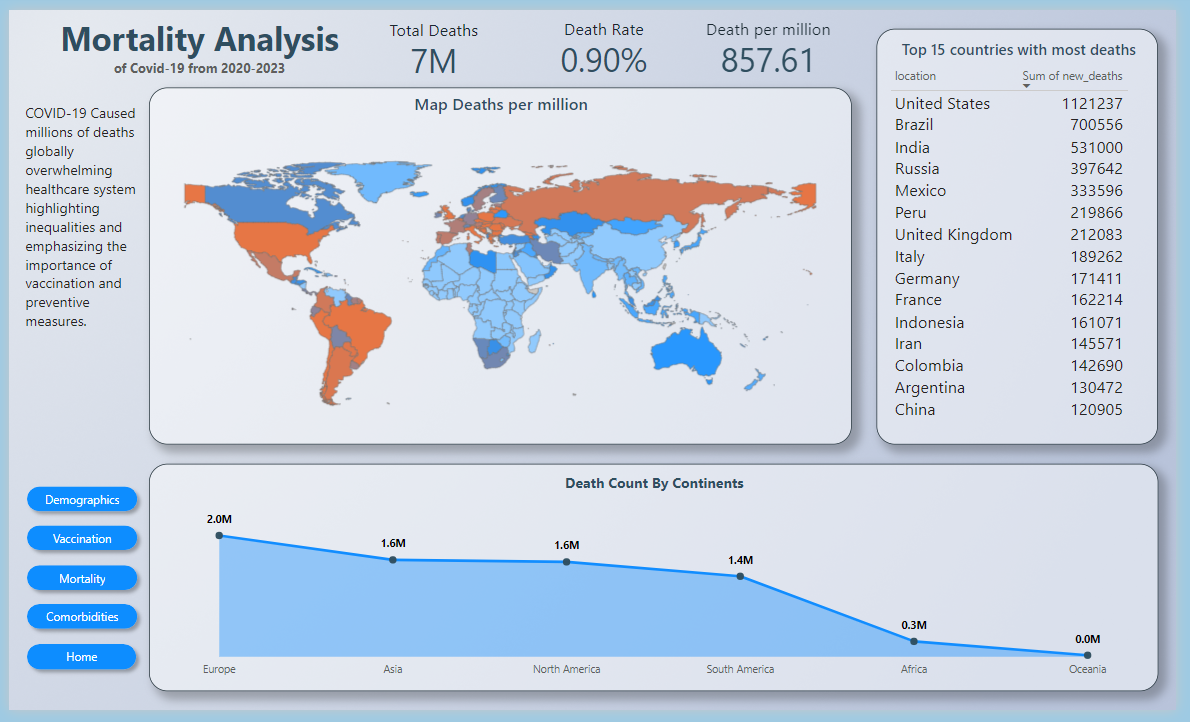 Mortality Analysis
of Covid-19 from 2020-2023
Total Deaths
7M
Death Rate
0.90%
Death per million
857.61
COVID-19 Caused
millions of deaths
globally
overwhelming
healthcare system
highlighting
inequalities and
emphasizing the
importance of
vaccination and
preventive
measures.
Map Deaths per million
Top 15 countries with most deaths
location Sum of new_deaths
United States 1121237
Brazil 700556
India 531000
Russia 397642
Mexico 333596
Peru 219866
United Kingdom 212083
Italy 189262
Germany 171411
France 162214
Indonesia 161071
Iran 145571
Colombia 142690
Argentina 130472
China 120905
Demographics
Vaccination
Mortality
Comorbidities
Home
Death Count By Continents
2.0M
1.6M
1.6M
1.4M
0.3M
0.0M
Europe Asia North America South America Africa Oceania